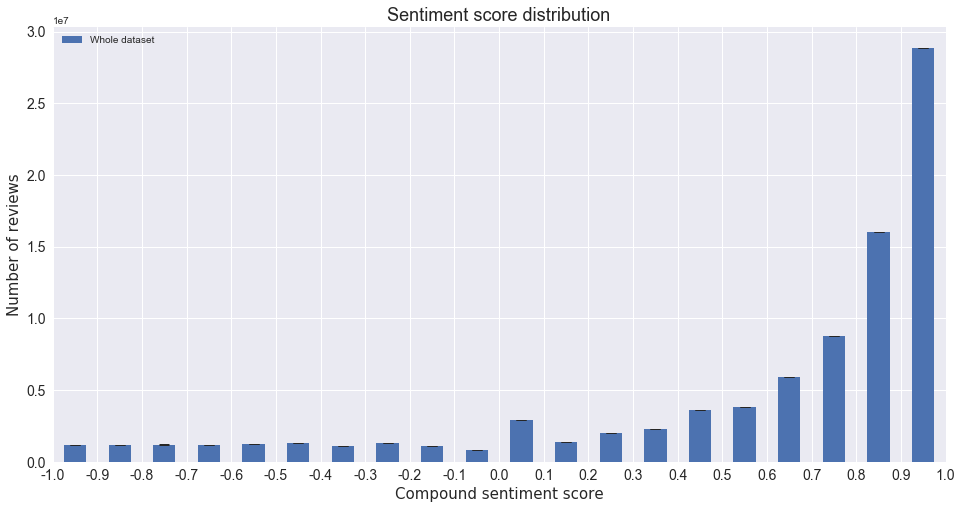 Sentiment score distribution
1e7
Whole dataset
3.0
2.5
2.0
1.5
1.0
0.5
0.0
Number of reviews
-1.0 -0.9 -0.8 -0.7 -0.6 -0.5 -0.4 -0.3 -0.2 -0.1 0.0 0.1 0.2 0.3 0.4 0.5 0.6 0.7 0.8 0.9 1.0
Compound sentiment score